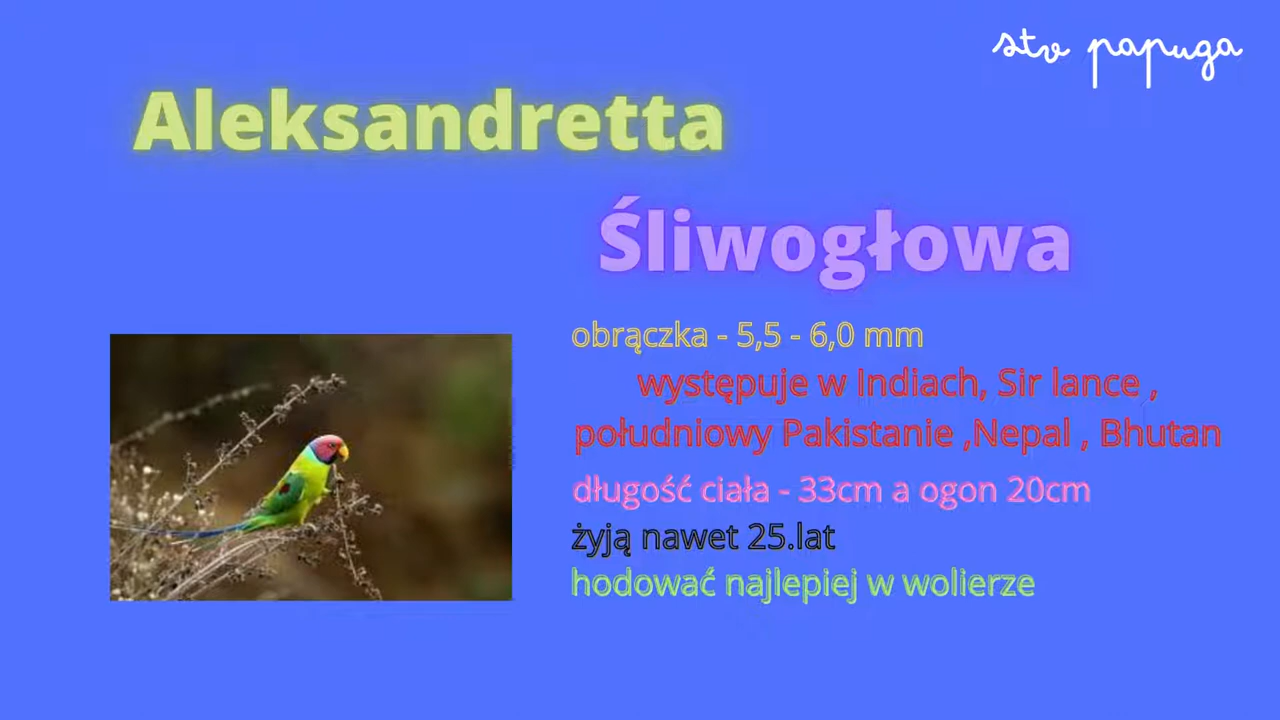 stv papuga
Aleksandretta
Śliwogłowa
obrączka - 5,5 - 6,0 mm
występuje w Indiach, Sir lance ,
południowy Pakistanie ,Nepal , Bhutan
długość ciała - 33cm a ogon 20cm
żyją nawet 25.lat
hodować najlepiej w wolierze